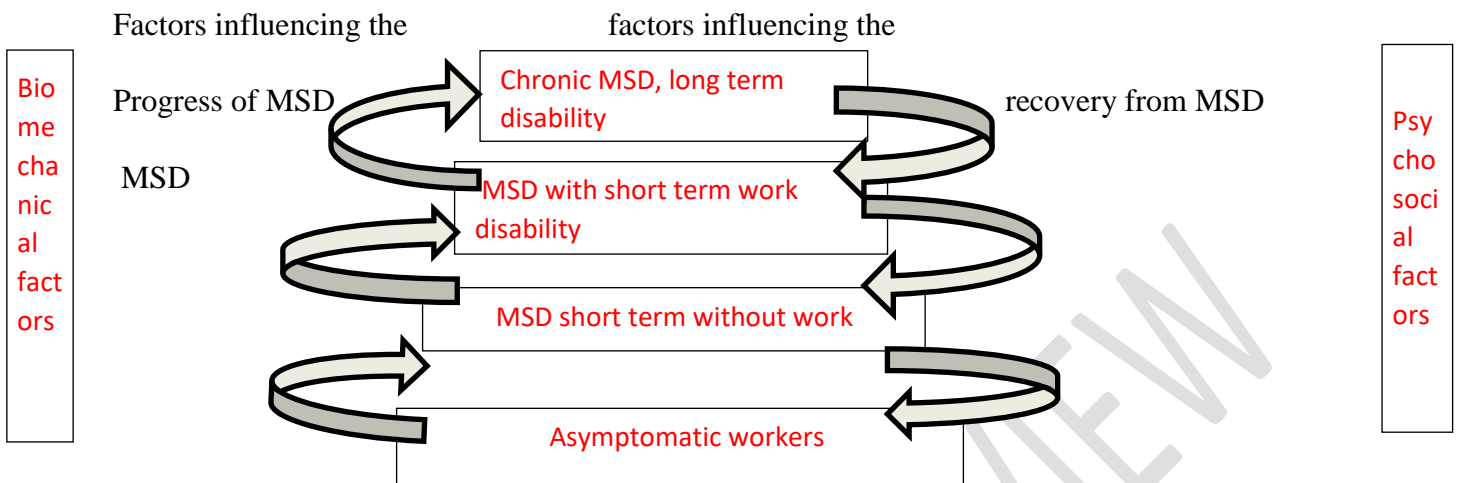 Factors influencing the factors influencing the
Bio
me
cha
nic
al
fact
ors
Progress of MSD
MSD
Chronic MSD, long term
disability
recovery from MSD
Psy
cho
soci
al
fact
ors
MSD with short term work
disability
MSD short term without work
Asymptomatic workers